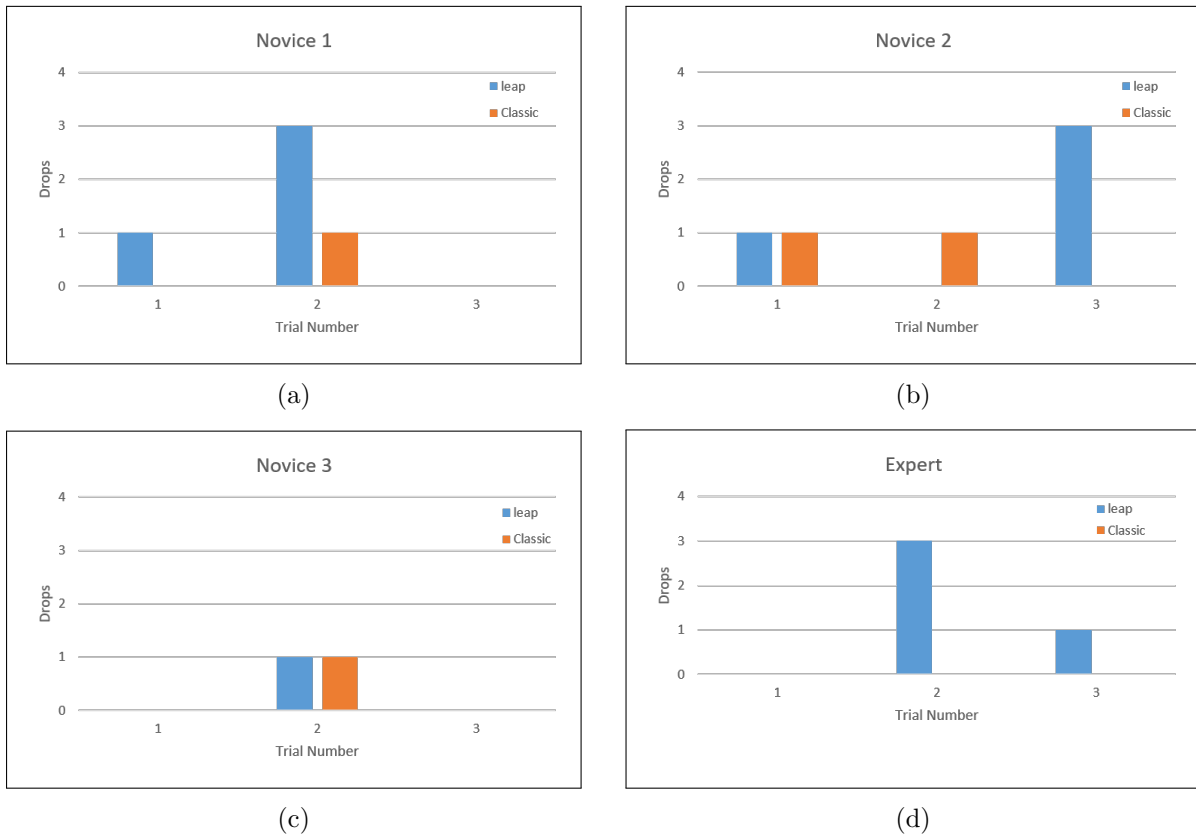 Novice 1
4
3
2
1
0
Drops
leap
Classic
1 2 3
Trial Number
(a)
Novice 2
4
3
2
1
0
Drops
leap
Classic
1 2 3
Trial Number
(b)
Novice 3
4
3
2
1
0
Drops
leap
Classic
1 2 3
Trial Number
(c)
Expert
4
3
2
1
0
Drops
leap
Classic
1 2 3
Trial Number
(d)